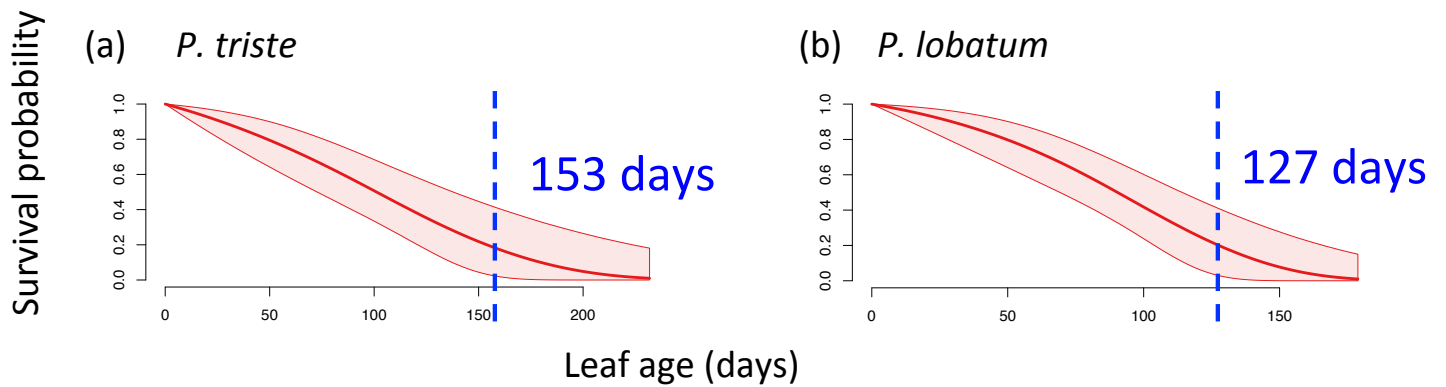 Survival probability
(a) P. triste
1.0
0.8
0.6
0.4
0.2
0.0
153 days
0 50 100 150 200
(b) P. lobatum
1.0
0.8
0.6
0.4
0.2
0.0
127 days
0 50 100 150
Leaf age (days)